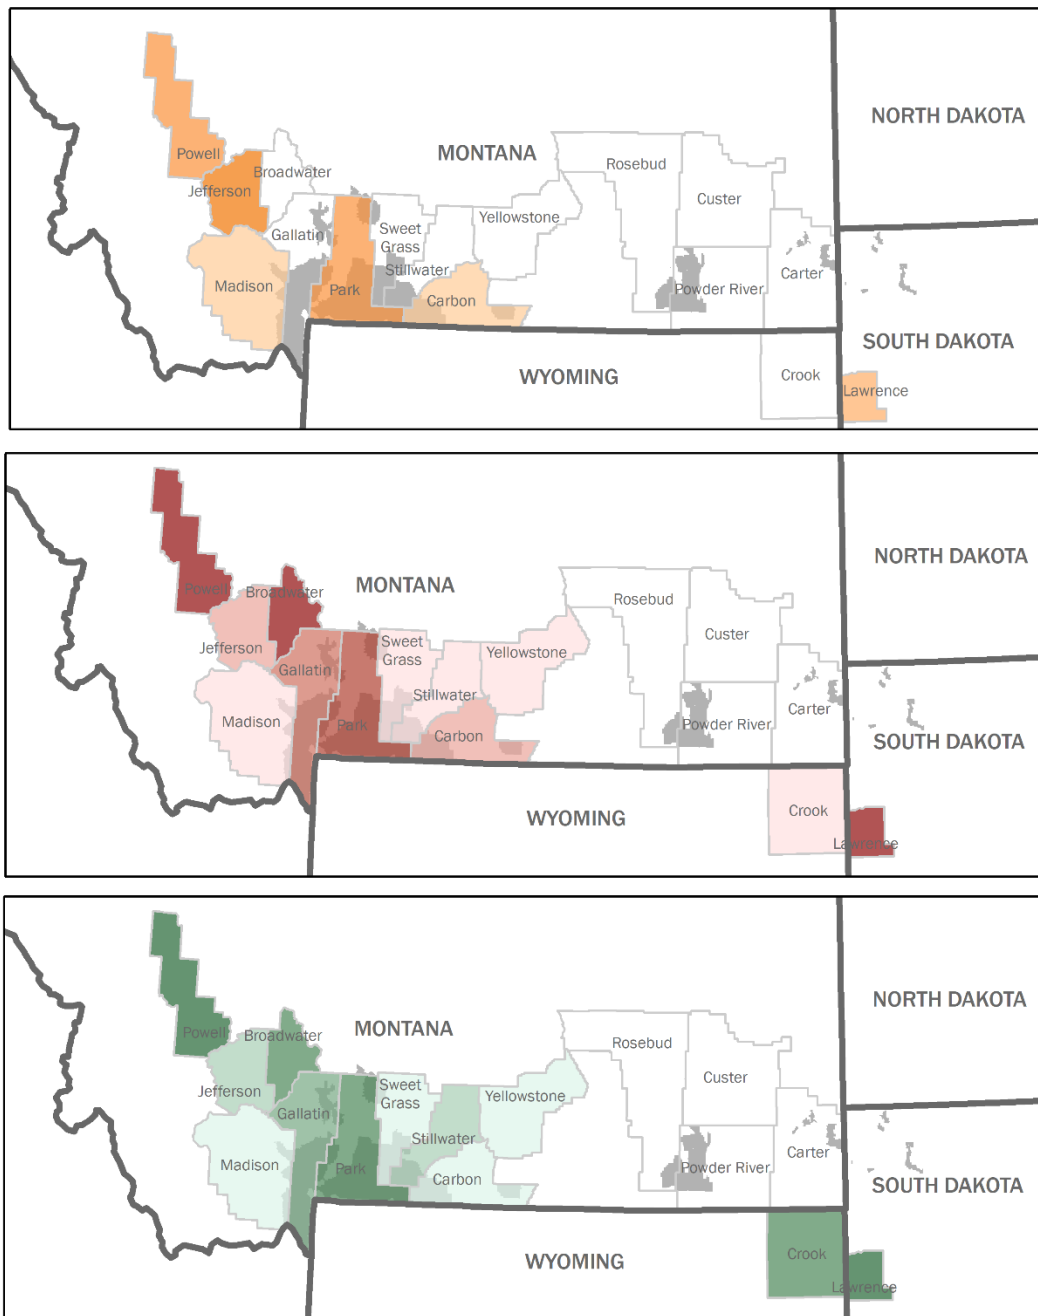 NORTH DAKOTA
MONTANA
Powell
Rosebud
Broadwater
Jefferson
Custer
Yellowstone
Sweet
Grass
Gallatin
Stillwater
Carter
Madison
Park
Powder River
Carbon
SOUTH DAKOTA
WYOMING
Crook
Lawrence
NORTH DAKOTA
MONTANA
Powell
Broadwater
Rosebud
Custer
Sweet
Grass
Jefferson
Yellowstone
Gallatin
Stillwater
Carter
Madison
Park
Powder River
Carbon
SOUTH DAKOTA
Crook
WYOMING
Lawrence
NORTH DAKOTA
MONTANA
Powell
Broadwater
Rosebud
Custer
Sweet
Grass
Jefferson
Yellowstone
Gallatin
Stillwater
Carter
Madison
Park
Powder River
Carbon
SOUTH DAKOTA
Crook
WYOMING
Lawrence